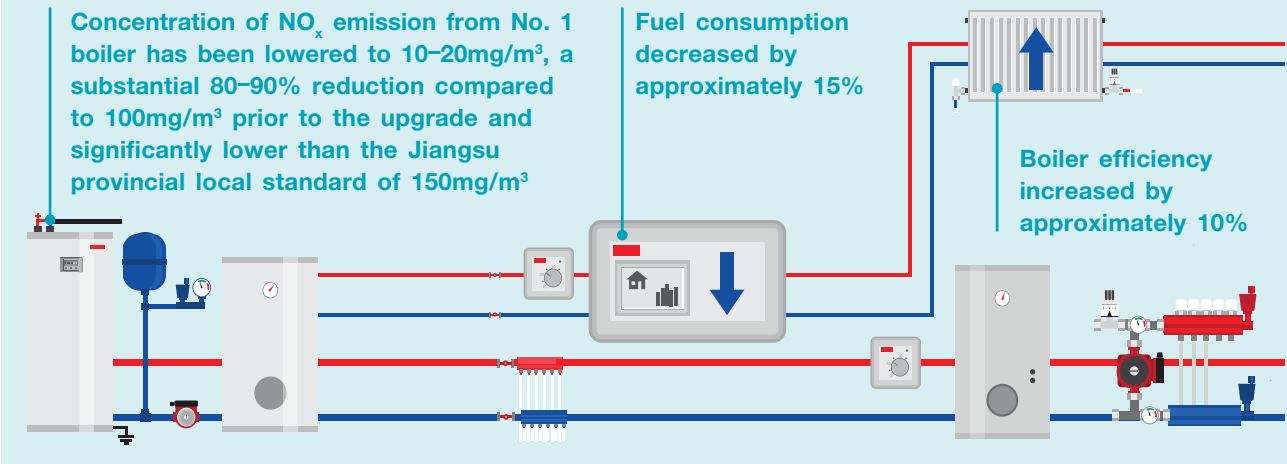 Concentration of NOₓ emission from No. 1
boiler has been lowered to 10–20mg/m³, a
substantial 80–90% reduction compared
to 100mg/m³ prior to the upgrade and
significantly lower than the Jiangsu
provincial local standard of 150mg/m³
Fuel consumption
decreased by
approximately 15%
Boiler efficiency
increased by
approximately 10%